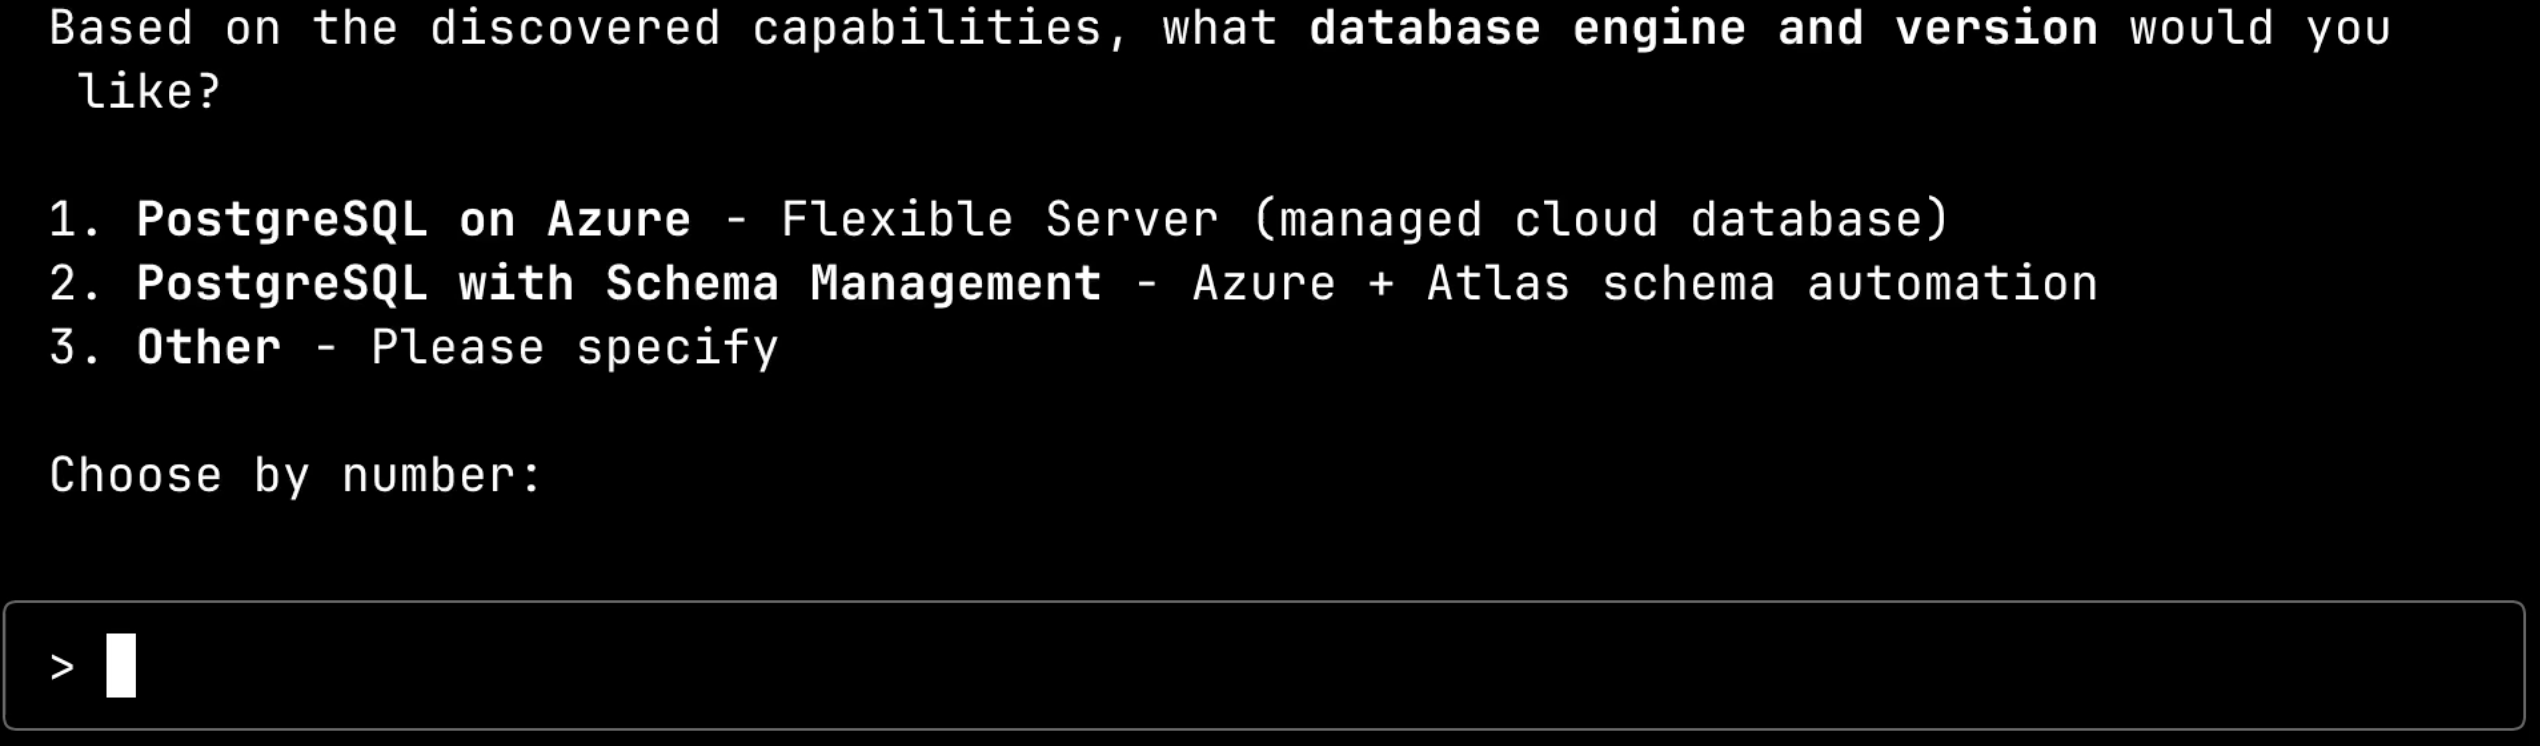 Based on the discovered capabilities, what database engine and version would you
like?
1. PostgreSQL on Azure - Flexible Server (managed cloud database)
2. PostgreSQL with Schema Management - Azure + Atlas schema automation
3. Other - Please specify
Choose by number:
>